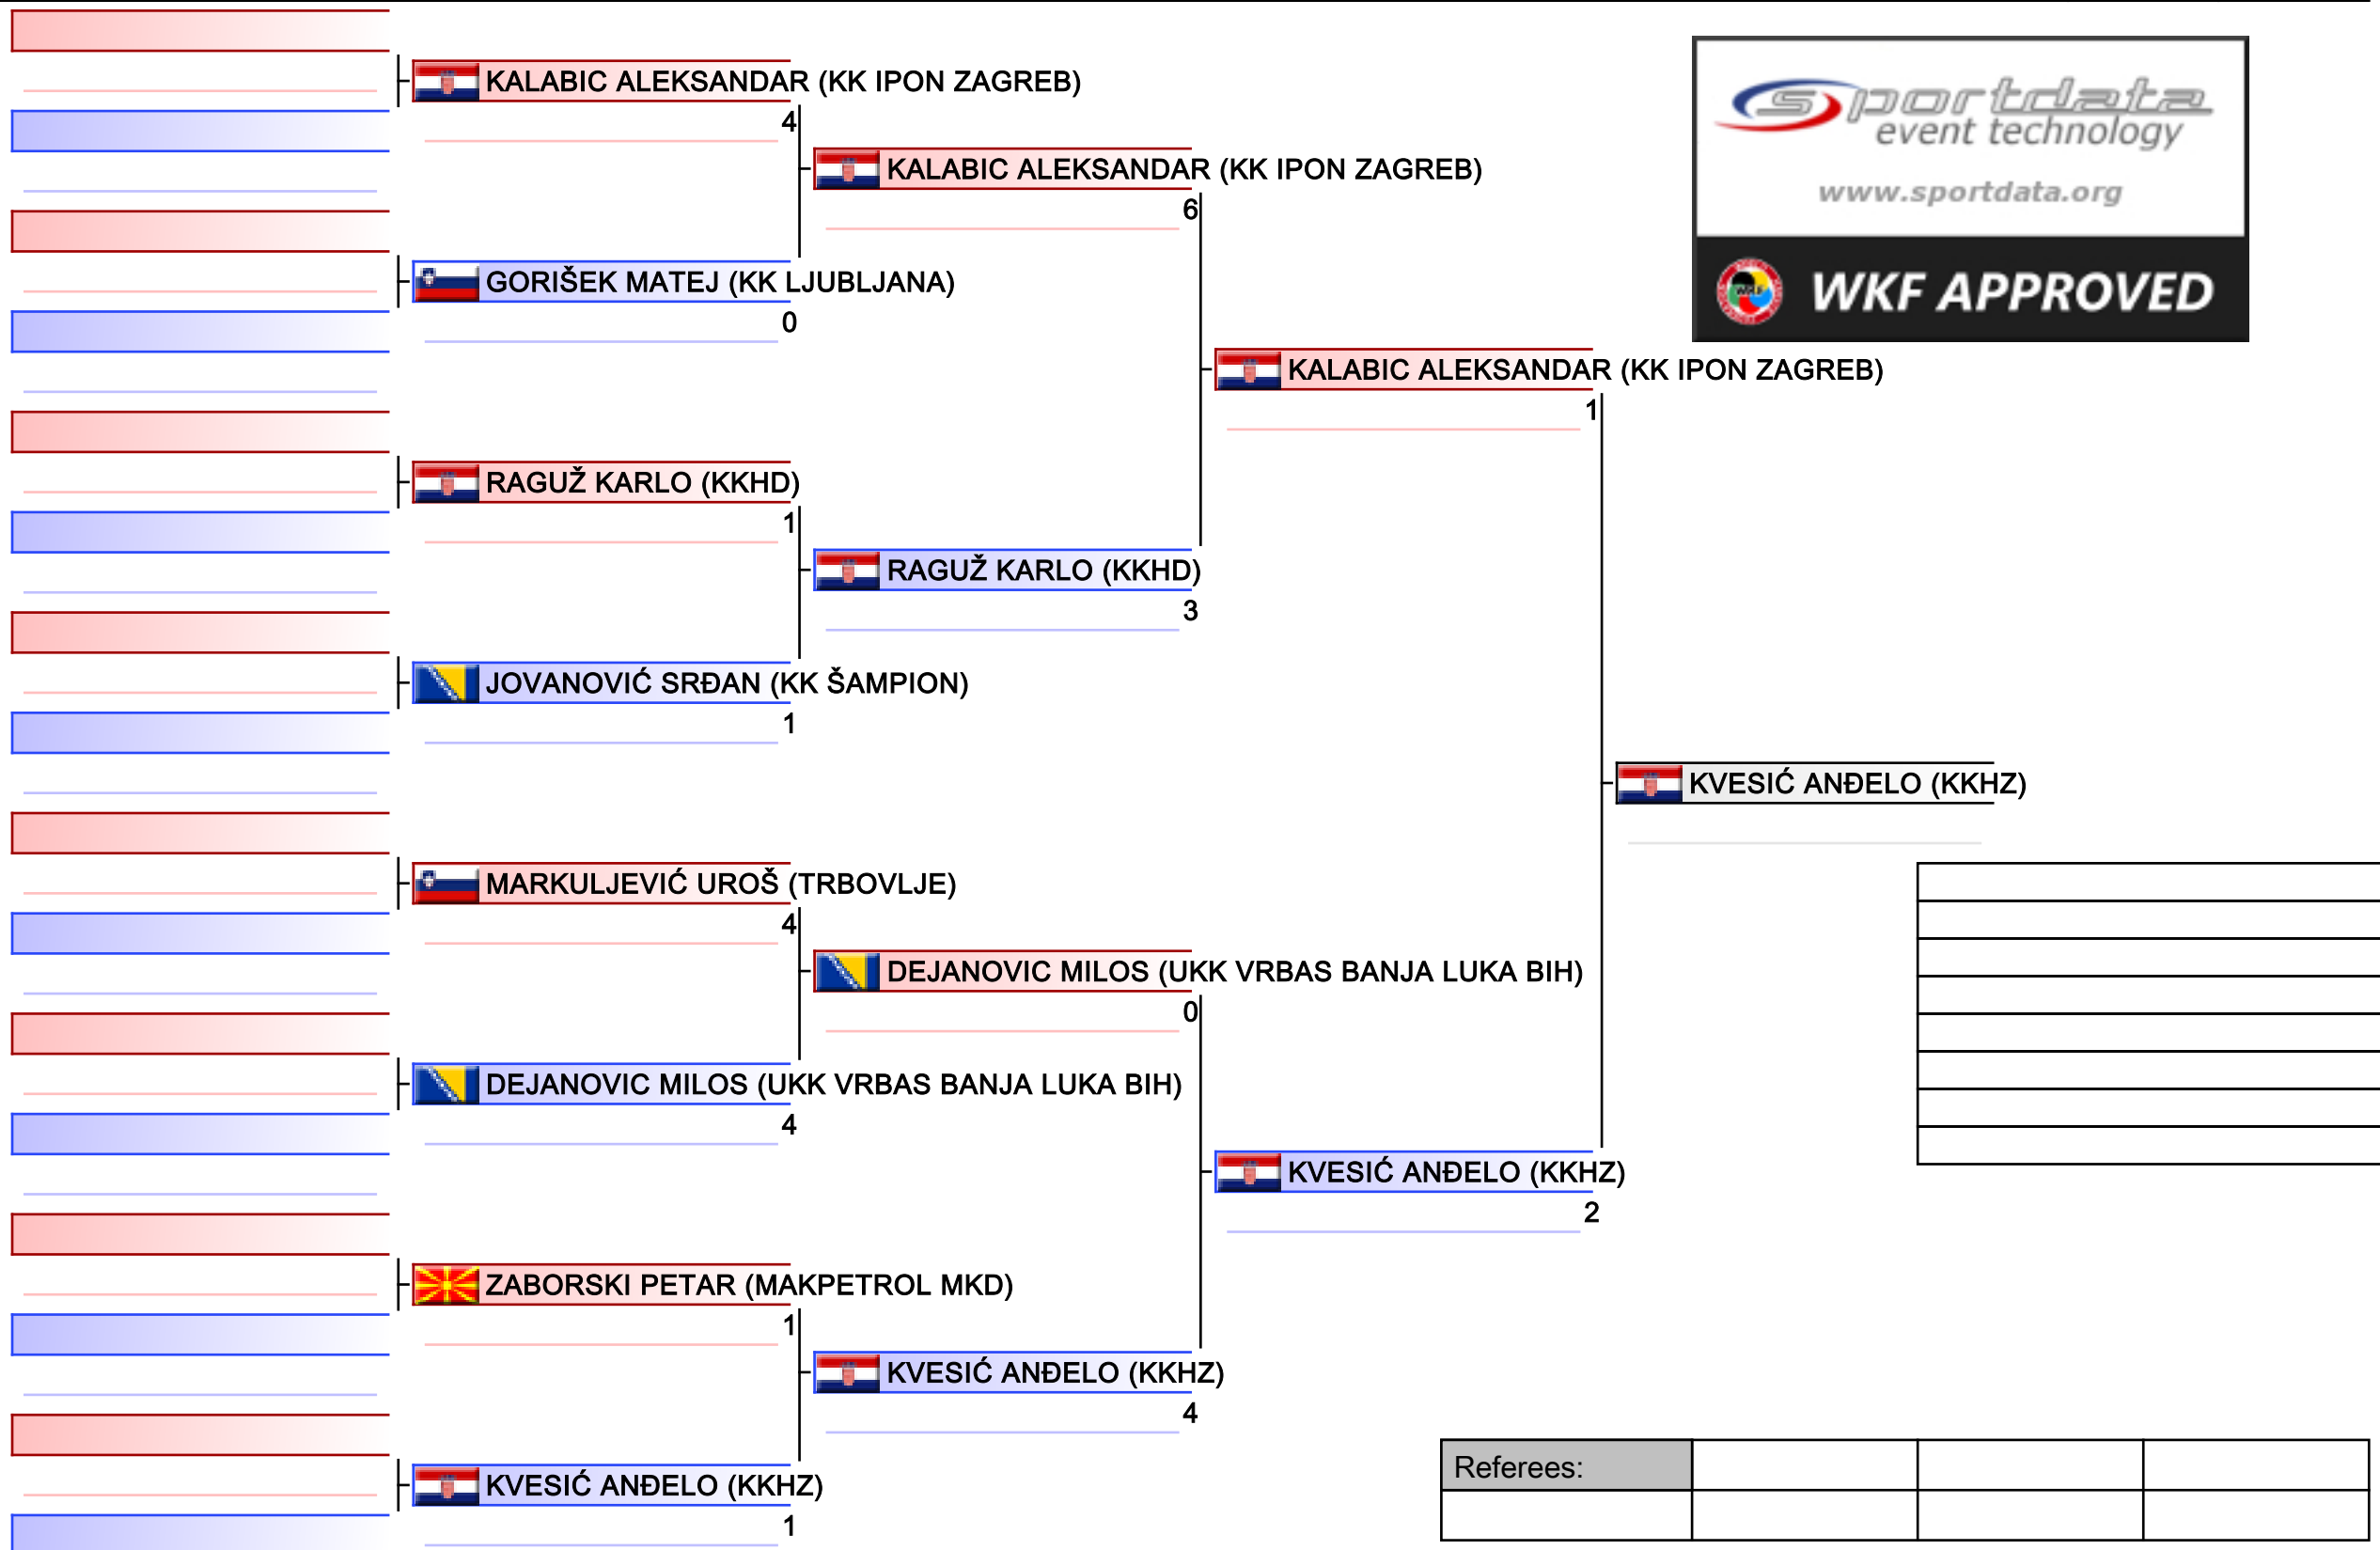 KALABIC ALEKSANDAR (KK IPON ZAGREB)
4
KALABIC ALEKSANDAR (KK IPON ZAGREB)
6
GORIŠEK MATEJ (KK LJUBLJANA)
0
KALABIC ALEKSANDAR (KK IPON ZAGREB)
1
RAGUŽ KARLO (KKHD)
1
RAGUŽ KARLO (KKHD)
3
JOVANOVIĆ SRĐAN (KK ŠAMPION)
1
KVESIĆ ANĐELO (KKHZ)
MARKULJEVIĆ UROŠ (TRBOVLJE)
4
DEJANOVIC MILOS (UKK VRBAS BANJA LUKA BIH)
0
DEJANOVIC MILOS (UKK VRBAS BANJA LUKA BIH)
4
KVESIĆ ANĐELO (KKHZ)
2
ZABORSKI PETAR (MAKPETROL MKD)
1
KVESIĆ ANĐELO (KKHZ)
4
KVESIĆ ANĐELO (KKHZ)
1
sportdata
event technology
www.sportdata.org
WKF APPROVED
Referees: